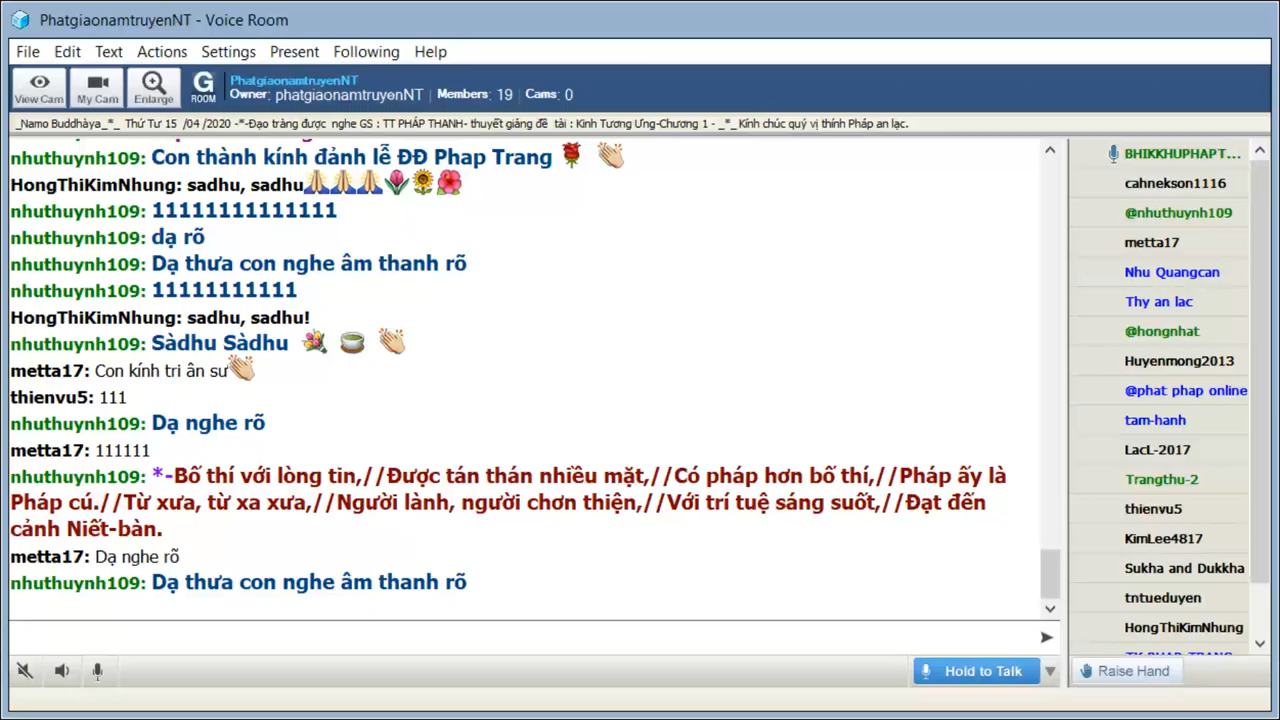 PhatgiaonamtruyenNT - Voice Room
File Edit Text Actions Settings Present Following Help
View Cam My Cam Enlarge G ROOM
PhatgiaonamtruyenNT
Owner: phatgiaonamtruyenNT Members: 19 Cams: 0
_Namo Buddhàya_*_ Thứ Tư 15 /04 /2020 -*-Đạo tràng được nghe GS : TT PHÁP THANH- thuyết giảng đề tài : Kinh Tương Ưng-Chương 1 - _*_ Kính chúc quý vị thính Pháp an lạc.
nhuthuynh109: Con thành kính đảnh lễ ĐĐ Phap Trang
HongThiKimNhung: sadhu, sadhu
nhuthuynh109: 11111111111111
nhuthuynh109: dạ rõ
nhuthuynh109: Dạ thưa con nghe âm thanh rõ
nhuthuynh109: 11111111111
HongThiKimNhung: sadhu, sadhu!
nhuthuynh109: Sàdhu Sàdhu
metta17: Con kính tri ân sư
thienvu5: 111
nhuthuynh109: Dạ nghe rõ
metta17: 111111
nhuthuynh109: *-Bố thí với lòng tin,//Được tán thán nhiều mặt,//Có pháp hơn bố thí,//Pháp ấy là
Pháp cú.//Từ xưa, từ xa xưa,//Người lành, người chơn thiện,//Với trí tuệ sáng suốt,//Đạt đến
cảnh Niết-bàn.
metta17: Dạ nghe rõ
nhuthuynh109: Dạ thưa con nghe âm thanh rõ
BHIKKHUPHAPT...
cahnekson1116
@nhuthuynh109
metta17
Nhu Quangcan
Thy an lac
@hongnhat
Huyenmong2013
@phat phap online
tam-hanh
LacL-2017
Trangthu-2
thienvu5
KimLee4817
Sukha and Dukkha
tntueduyen
HongThiKimNhung
Hold to Talk
Raise Hand